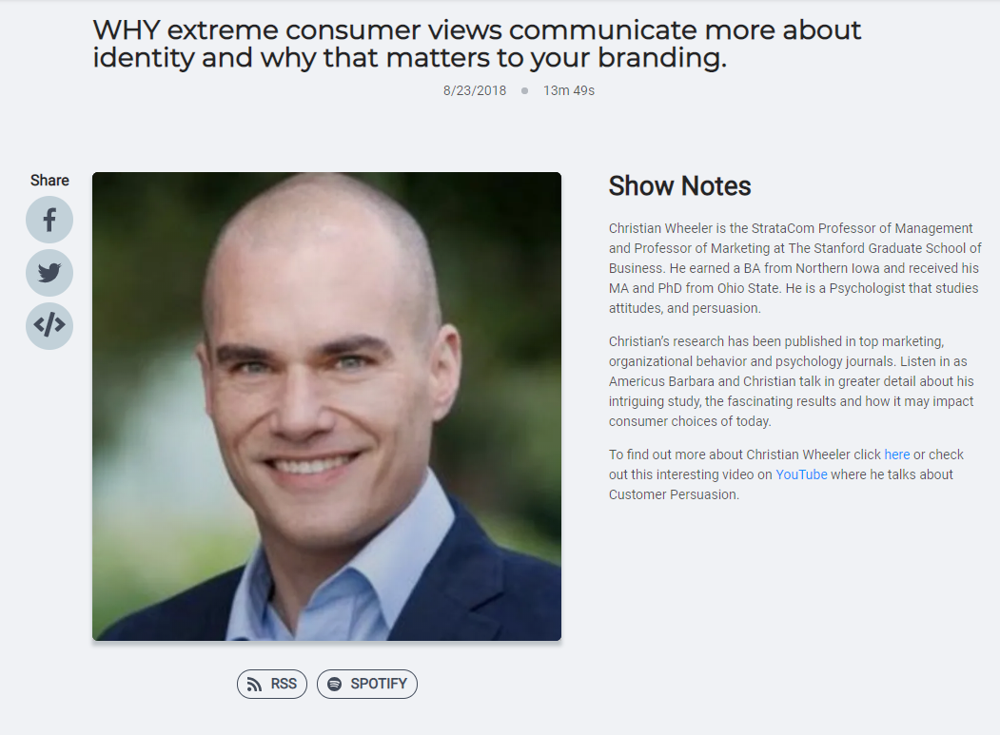 WHY extreme consumer views communicate more about
identity and why that matters to your branding.
8/23/2018 13m 49s
Share
Show Notes
Christian Wheeler is the StrataCom Professor of Management
and Professor of Marketing at The Stanford Graduate School of
Business. He earned a BA from Northern Iowa and received his
MA and PhD from Ohio State. He is a Psychologist that studies
attitudes, and persuasion.
Christian's research has been published in top marketing,
organizational behavior and psychology journals. Listen in as
Americus Barbara and Christian talk in greater detail about his
intriguing study, the fascinating results and how it may impact
consumer choices of today.
To find out more about Christian Wheeler click here or check
out this interesting video on YouTube where he talks about
Customer Persuasion.
RSS
SPOTIFY